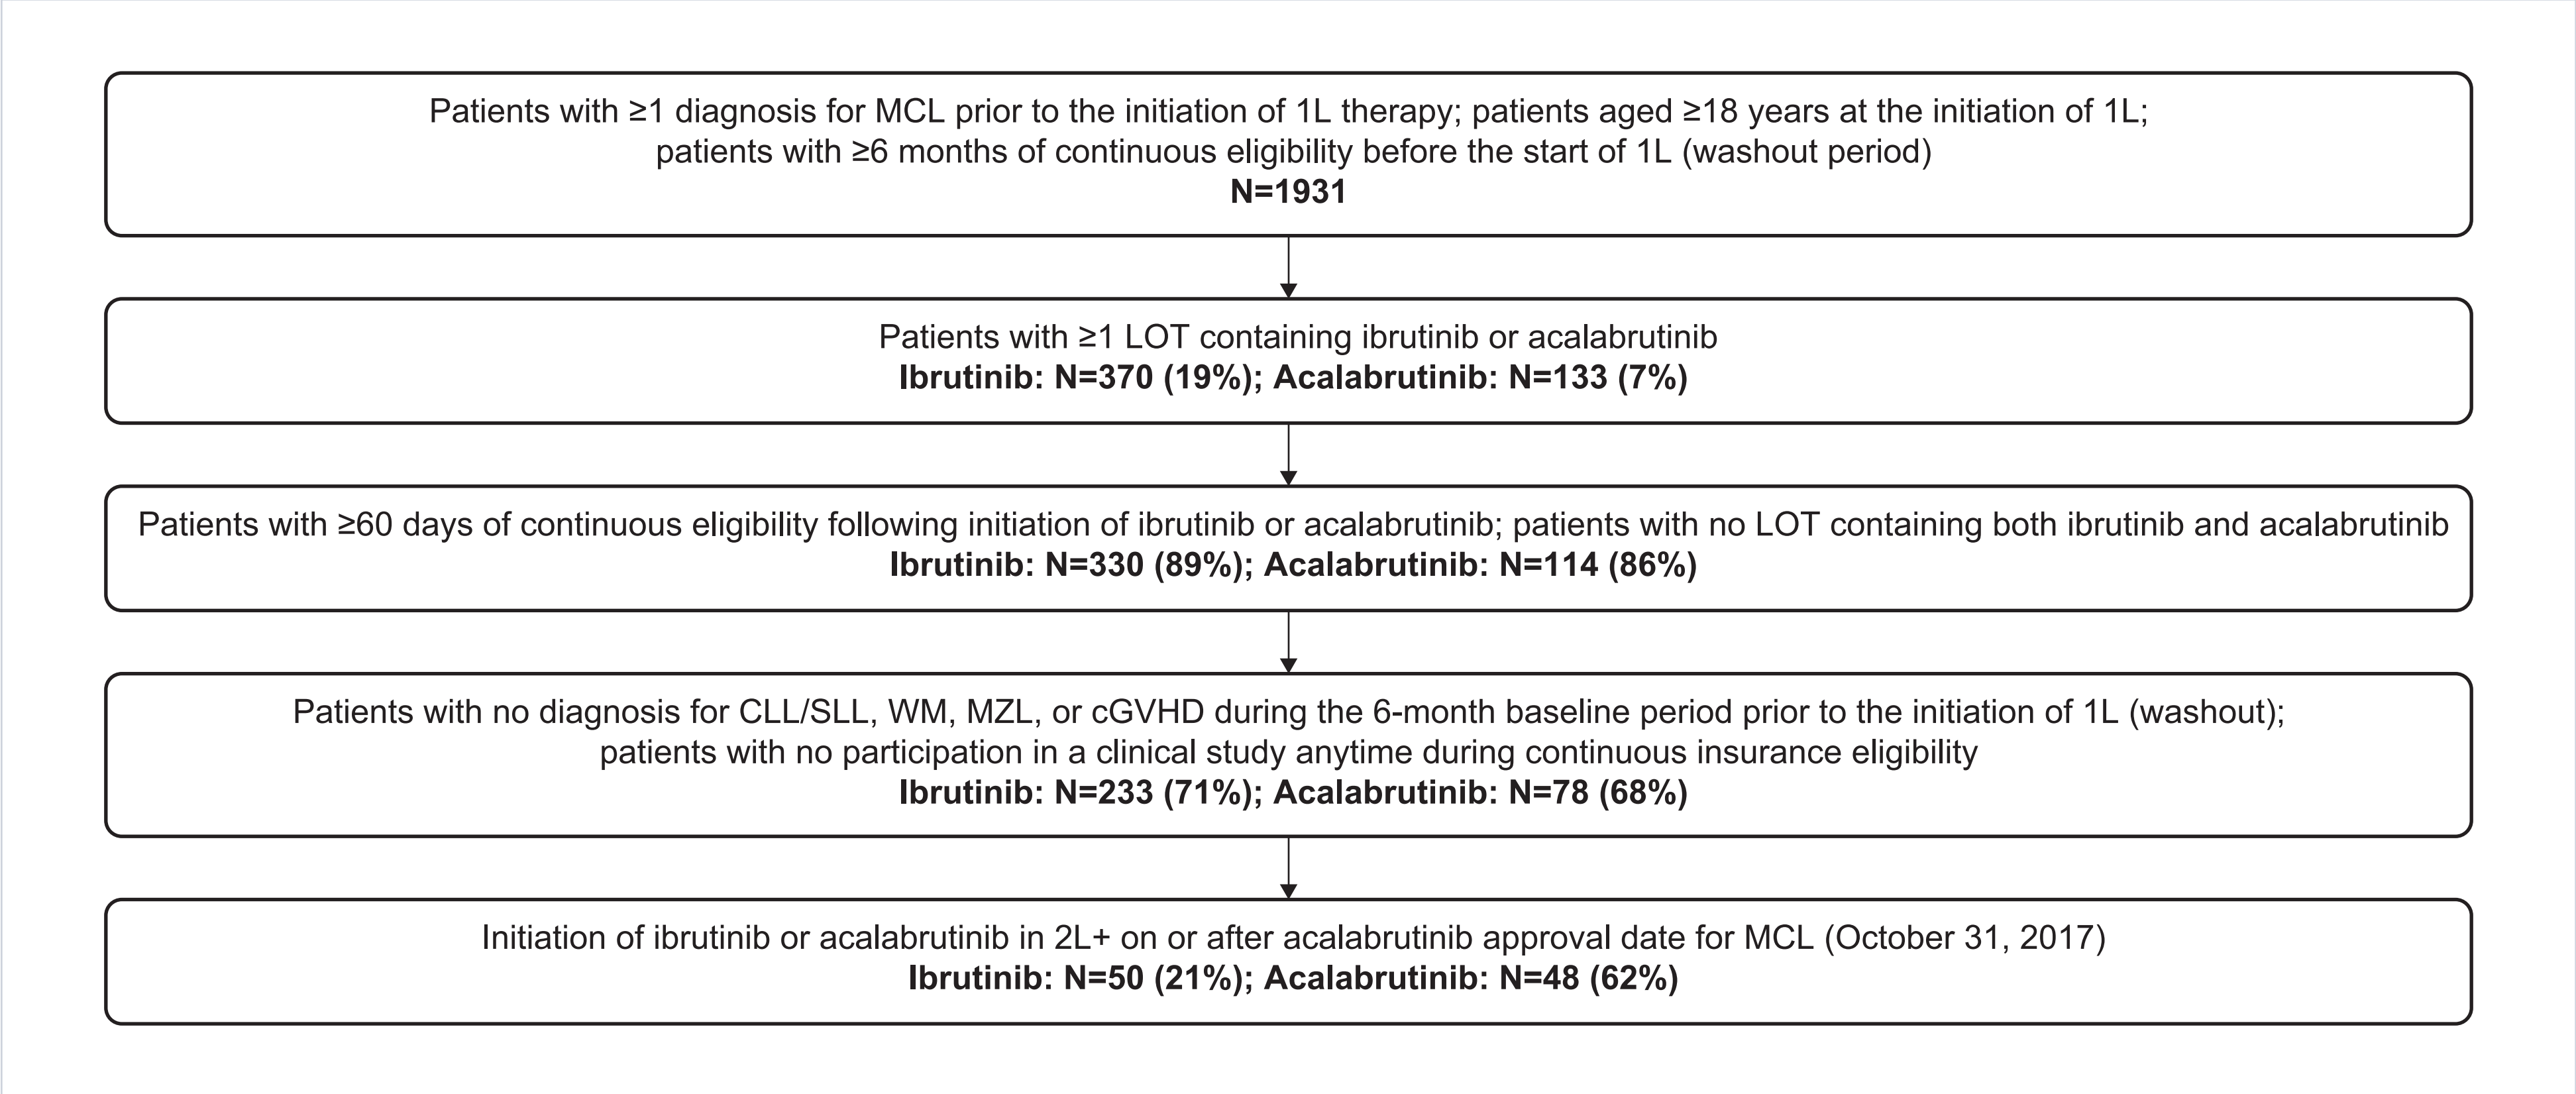 Patients with ≥1 diagnosis for MCL prior to the initiation of 1L therapy; patients aged ≥18 years at the initiation of 1L;
patients with ≥6 months of continuous eligibility before the start of 1L (washout period)
N=1931
Patients with ≥1 LOT containing ibrutinib or acalabrutinib
Ibrutinib: N=370 (19%); Acalabrutinib: N=133 (7%)
Patients with ≥60 days of continuous eligibility following initiation of ibrutinib or acalabrutinib; patients with no LOT containing both ibrutinib and acalabrutinib
Ibrutinib: N=330 (89%); Acalabrutinib: N=114 (86%)
Patients with no diagnosis for CLL/SLL, WM, MZL, or cGVHD during the 6-month baseline period prior to the initiation of 1L (washout);
patients with no participation in a clinical study anytime during continuous insurance eligibility
Ibrutinib: N=233 (71%); Acalabrutinib: N=78 (68%)
Initiation of ibrutinib or acalabrutinib in 2L+ on or after acalabrutinib approval date for MCL (October 31, 2017)
Ibrutinib: N=50 (21%); Acalabrutinib: N=48 (62%)